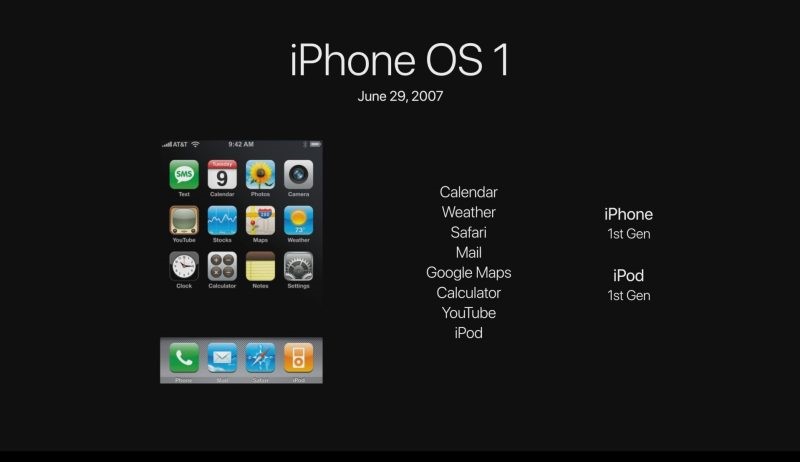 iPhone OS 1
June 29, 2007
AT&T 9:42 AM
SMS Tuesday 9
Text Calendar Photos Camera
280 73°
YouTube Stocks Maps Weather
Clock Calculator Notes Settings
Phone Mail Safari iPod
Calendar
Weather
Safari
Mail
Google Maps
Calculator
YouTube
iPod
iPhone
1st Gen
iPod
1st Gen